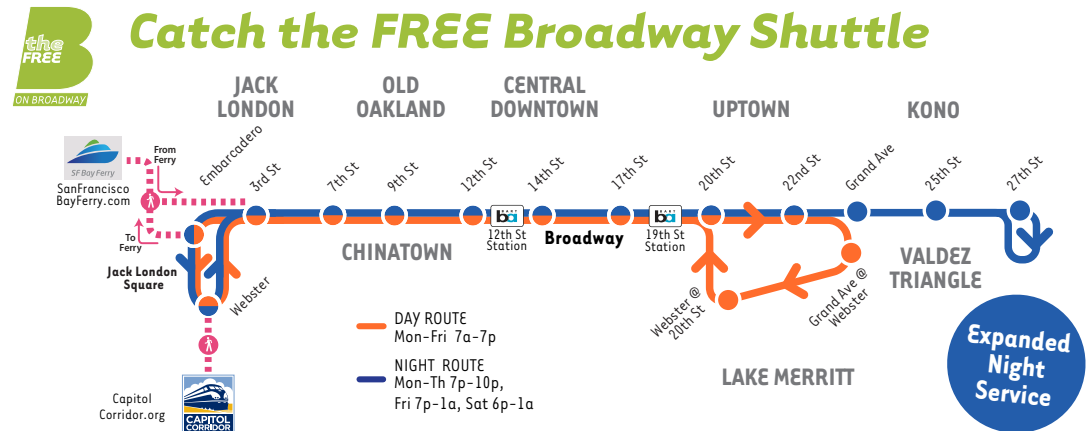 the
FREE
B
ON BROADWAY
Catch the FREE Broadway Shuttle
JACK
LONDON
OLD
OAKLAND
CENTRAL
DOWNTOWN
UPTOWN
KONO
SF Bay Ferry
SanFrancisco
BayFerry.com
From
Ferry
To
Ferry
Embarcadero
3rd St
7th St
9th St
12th St
14th St
17th St
20th St
22nd St
Grand Ave
25th St
27th St
ba
12th St
Station
Broadway
ba
19th St
Station
CHINATOWN
Jack London
Square
Webster
Webster @
20th St
Grand Ave @
Webster
VALDEZ
TRIANGLE
LAKE MERRITT
DAY ROUTE
Mon-Fri 7a-7p
NIGHT ROUTE
Mon-Th 7p-10p,
Fri 7p-1a, Sat 6p-1a
Capitol
Corridor.org
CAPITOL
CORRIDOR
Expanded
Night
Service